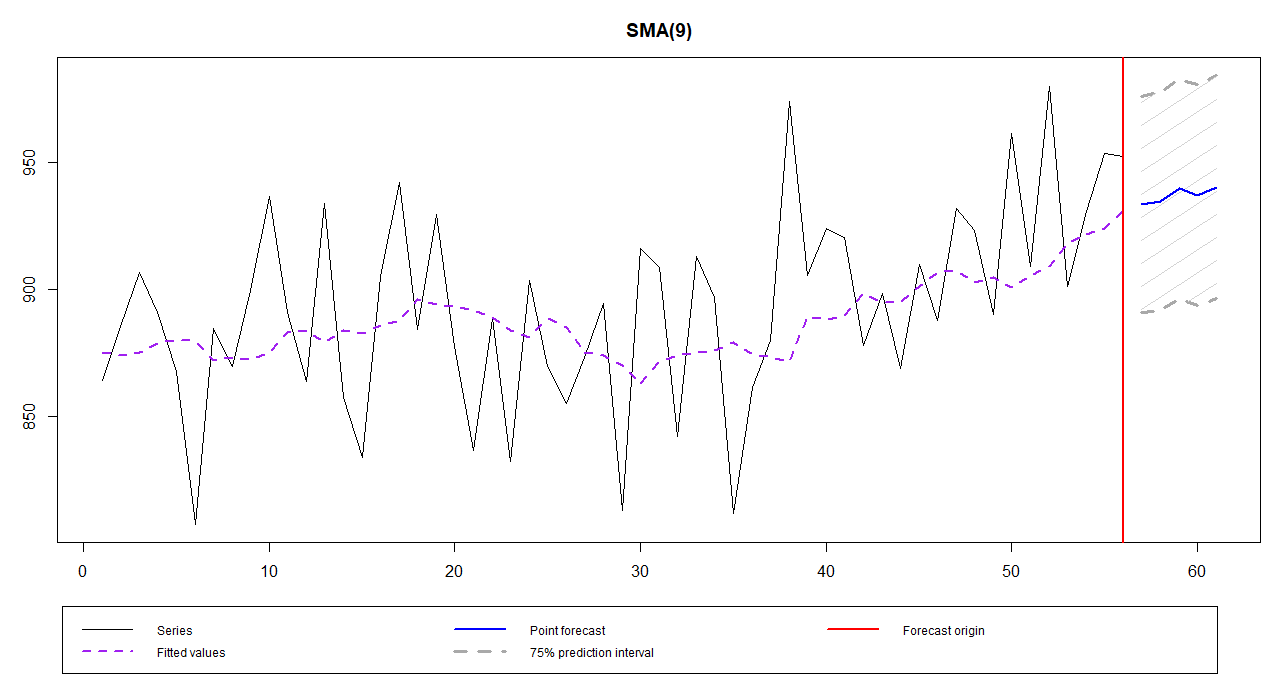 SMA(9)
950
900
850
0 10 20 30 40 50 60
Series Point forecast Forecast origin
Fitted values 75% prediction interval